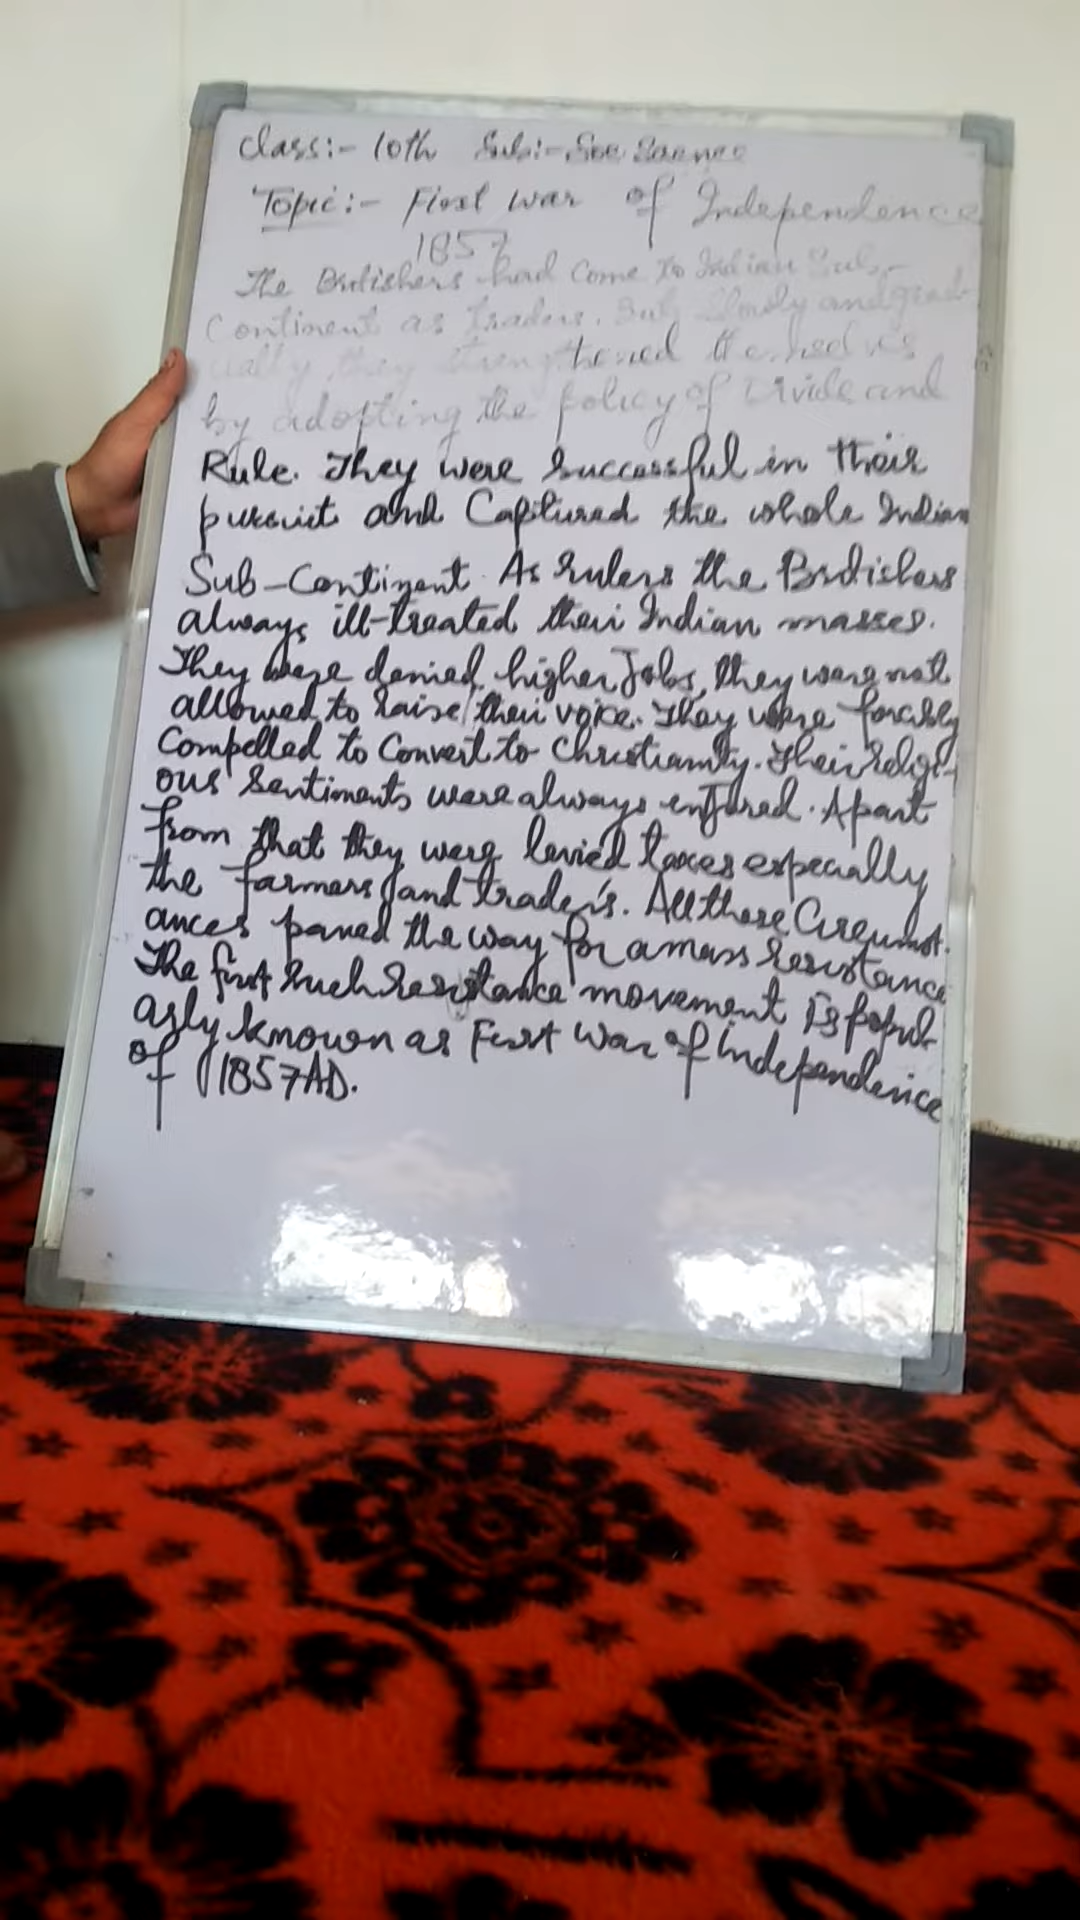 Class:- 10th Sub:- Soc. Scence
Topic:- First War of Independence
1857
The Britishers had come to Indian Sub-
Continent as traders. But slowly and grad-
ually they strengthened themselves
by adopting the policy of Divide and
Rule. They were successful in their
pursuit and Captured the whole Indian
Sub-Continent. As rulers the Britishers
always ill-treated their Indian masses.
They were denied higher Jobs, they were not
allowed to raise their voice. They were forcibly
Compelled to Convert to Christianity. Their religi-
ous Sentiments were always enjured. Apart
from that they were levied taxes especially
the farmers and traders. All these Circumst-
ances paved the way for a mass resistance
The first such resistance movement is popul-
arly known as First War of Independence
of 1857AD.